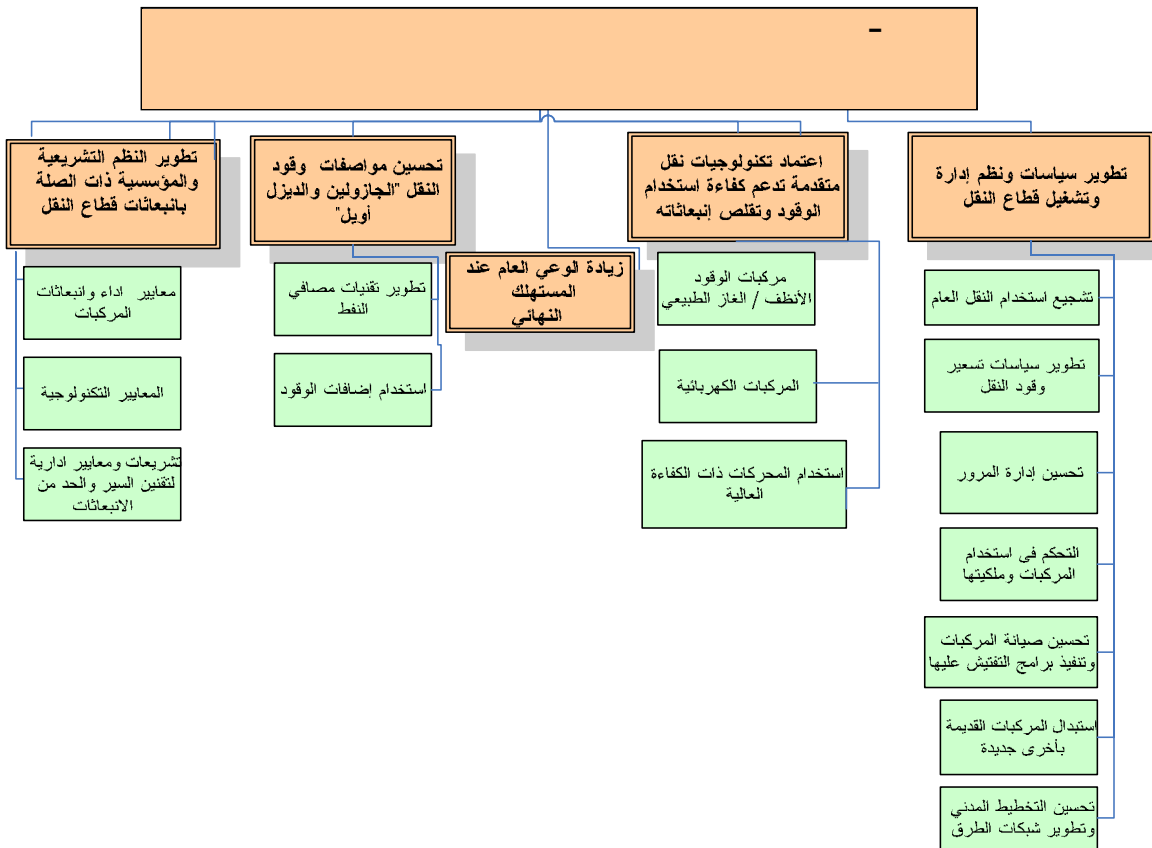 –
تطوير سياسات ونظم إدارة
وتشغيل قطاع النقل
تشجيع استخدام النقل العام
تطوير سياسات تسعير
وقود النقل
تحسين إدارة المرور
التحكم في استخدام
المركبات وملكيتها
تحسين صيانة المركبات
وتنفيذ برامج التفتيش عليها
استبدال المركبات القديمة
بأخرى جديدة
تحسين التخطيط المدني
وتطوير شبكات الطرق
اعتماد تكنولوجيات نقل
متقدمة تدعم كفاءة استخدام
الوقود وتقلص إنبعاثاته
مركبات الوقود
الأنظف / الغاز الطبيعي
المركبات الكهربائية
استخدام المحركات ذات الكفاءة
العالية
زيادة الوعي العام عند
المستهلك
النهائي
تحسين مواصفات وقود
النقل "الجازولين والديزل
أويل"
تطوير تقنيات مصافي
النفط
استخدام إضافات الوقود
تطوير النظم التشريعية
والمؤسسية ذات الصلة
بانبعاثات قطاع النقل
معايير اداء وانبعاثات
المركبات
المعايير التكنولوجية
تشريعات ومعايير ادارية
لتقنين السير والحد من
الانبعاثات